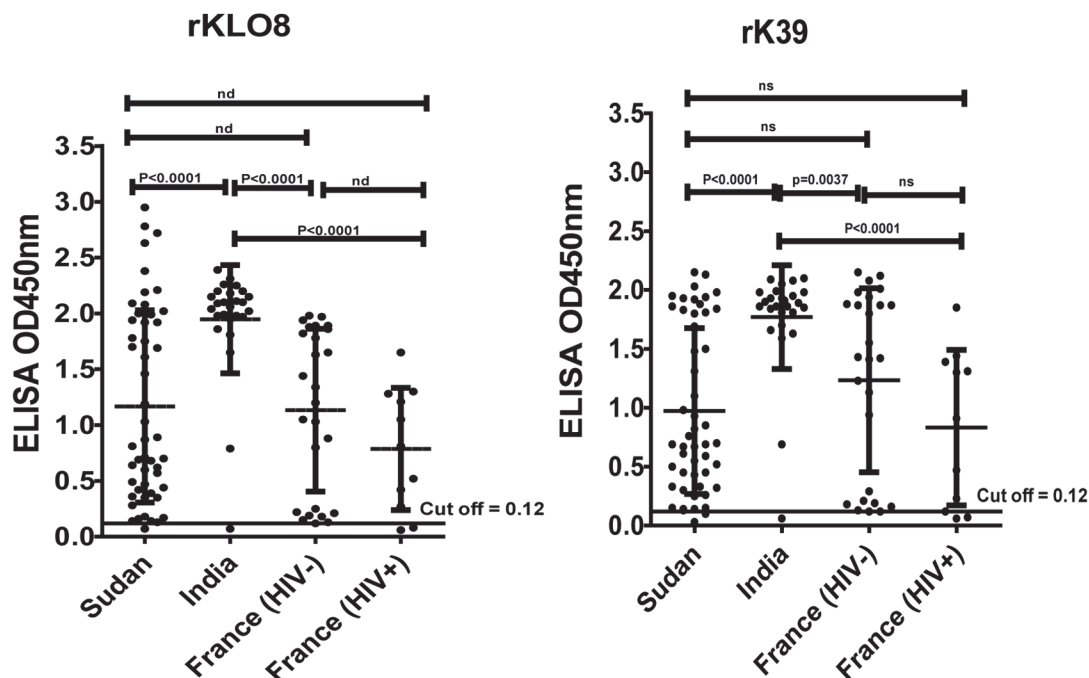 rKLO8
nd
nd
P<0.0001
P<0.0001
nd
P<0.0001
ELISA OD450nm
3.5
3.0
2.5
2.0
1.5
1.0
0.5
0.0
Cut off = 0.12
Sudan
India
France (HIV-)
France (HIV+)
rK39
ns
ns
P<0.0001
p=0.0037
ns
P<0.0001
ELISA OD450nm
3.5
3.0
2.5
2.0
1.5
1.0
0.5
0.0
Cut off = 0.12
Sudan
India
France (HIV-)
France (HIV+)